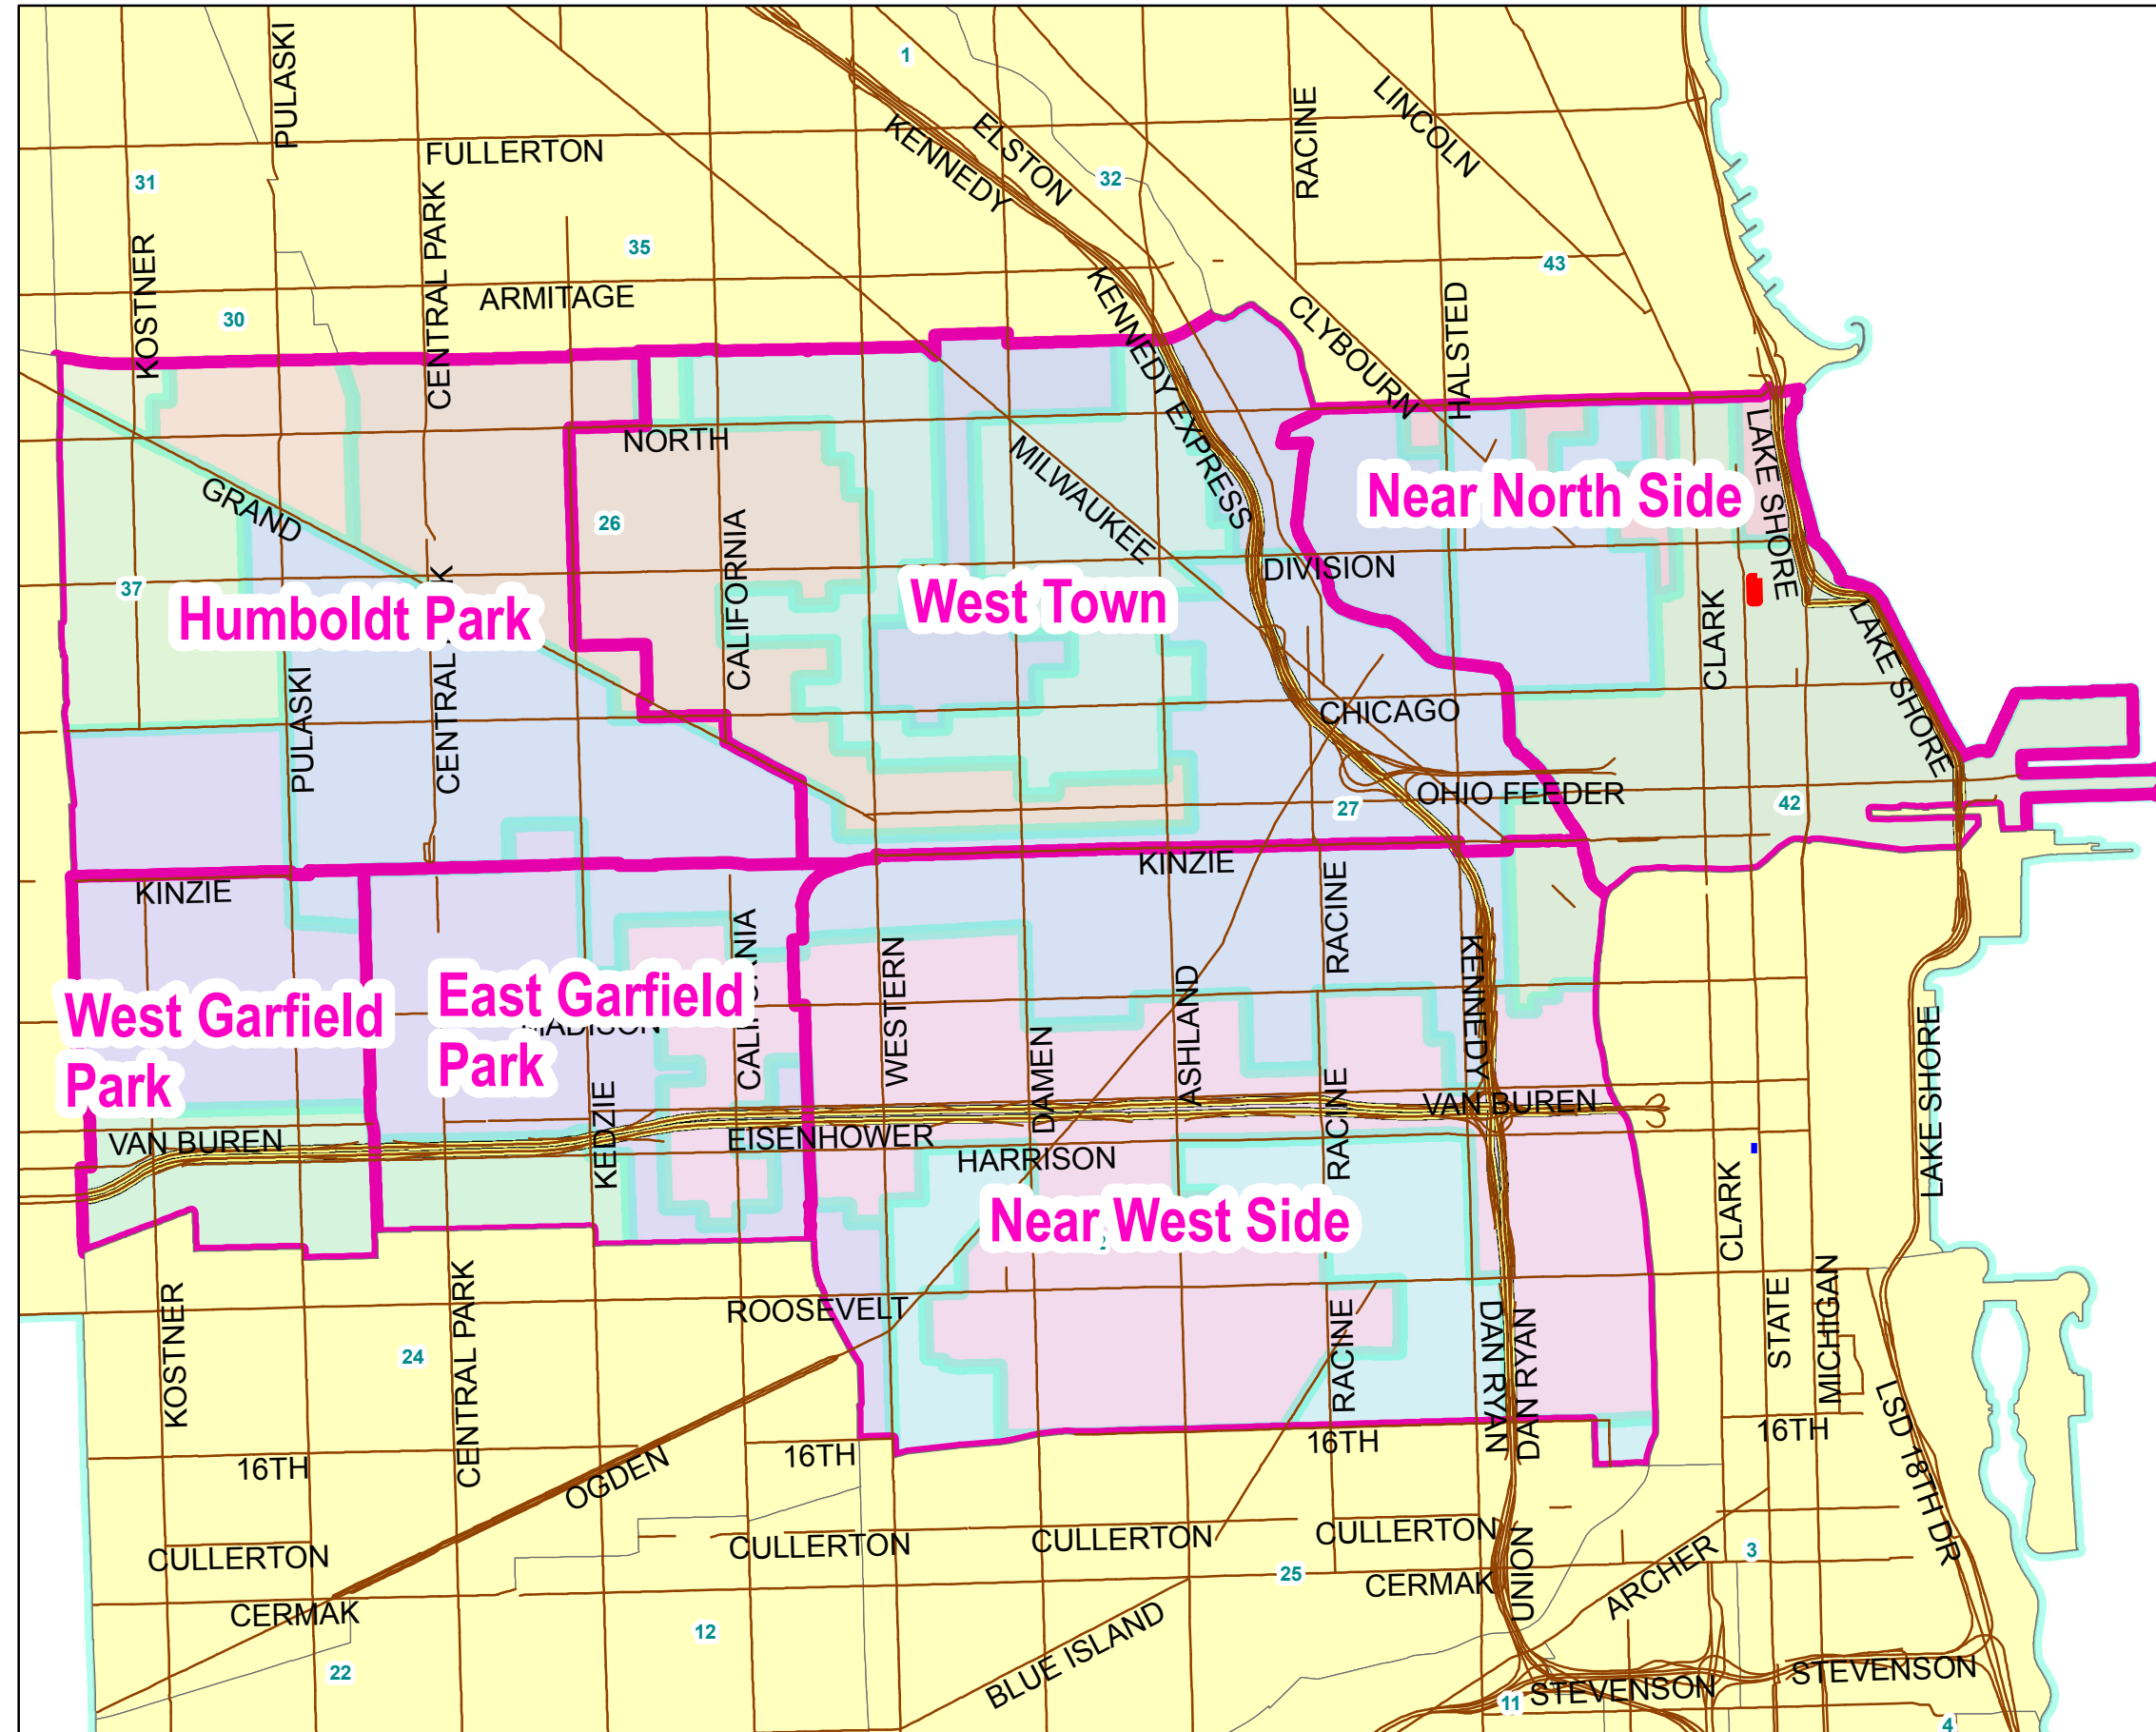 PULASKI
1
RACINE
LINCOLN
KENNEDY
ELSTON
FULLERTON
31
32
CENTRAL PARK
35
43
KOSTNER
ARMITAGE
30
KENNEDY EXPRESS
CLYBOURN
HALSTED
NORTH
MILWAUKEE
LAKE SHORE
GRAND
26
Near North Side
CALIFORNIA
DIVISION
37
Humboldt Park
West Town
CLARK
LAKE SHORE
PULASKI
CENTRAL
CHICAGO
OHIO FEEDER
27
42
KINZIE
KINZIE
RACINE
WESTERN
KENNEDY
ASHLAND
West Garfield
Park
East Garfield
Park
MADISON
CALIFORNIA
DAMEN
RACINE
LAKE SHORE
KEDZIE
VAN BUREN
VAN BUREN
EISENHOWER
HARRISON
Near West Side
CLARK
ROOSEVELT
KOSTNER
CENTRAL PARK
24
RACINE
DAN RYAN
DAN RYAN
STATE
MICHIGAN
LSD 18TH DR
16TH
16TH
16TH
16TH
OGDEN
CULLERTON
CULLERTON
CULLERTON
CULLERTON
UNION
ARCHER
3
25
CERMAK
CERMAK
12
22
BLUE ISLAND
STEVENSON
STEVENSON
11
4